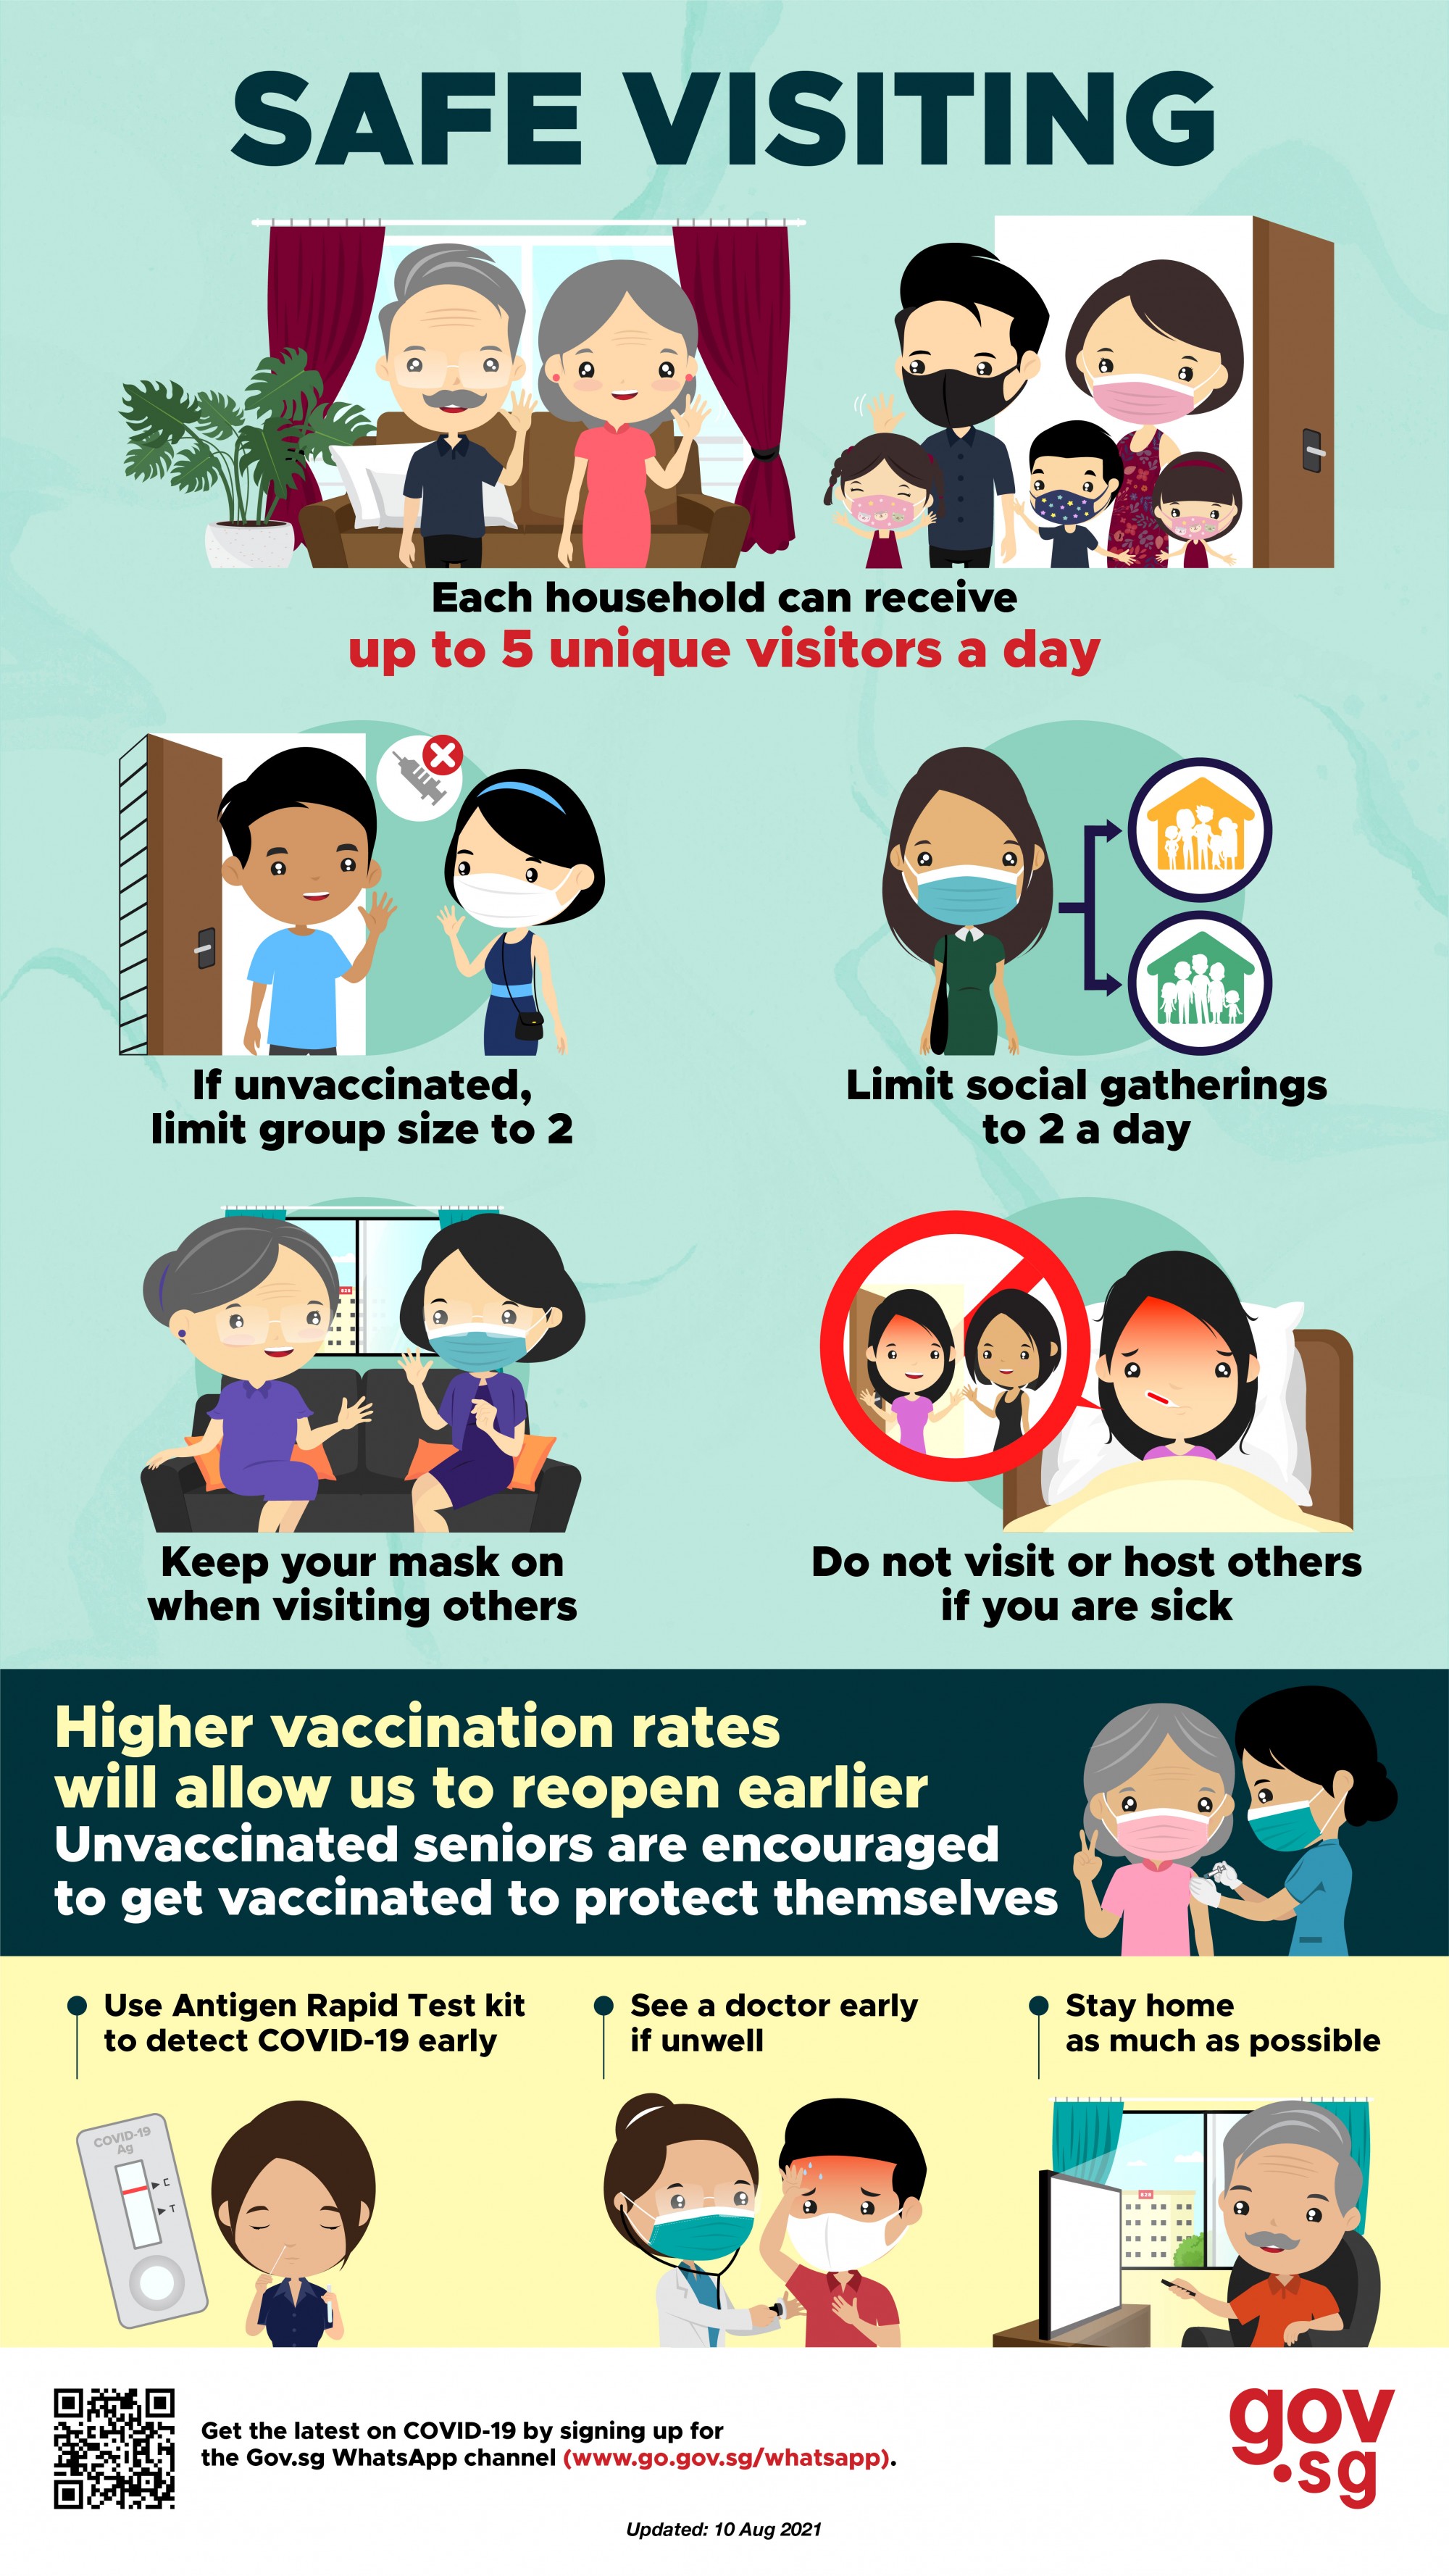 SAFE VISITING
Each household can receive
up to 5 unique visitors a day
If unvaccinated,
limit group size to 2
Limit social gatherings
to 2 a day
Keep your mask on
when visiting others
Do not visit or host others
if you are sick
Higher vaccination rates
will allow us to reopen earlier
Unvaccinated seniors are encouraged
to get vaccinated to protect themselves
Use Antigen Rapid Test kit
to detect COVID-19 early
See a doctor early
if unwell
Stay home
as much as possible
COVID-19
Ag
C
T
Get the latest on COVID-19 by signing up for
the Gov.sg WhatsApp channel (www.go.gov.sg/whatsapp).
gov
.sg
Updated: 10 Aug 2021